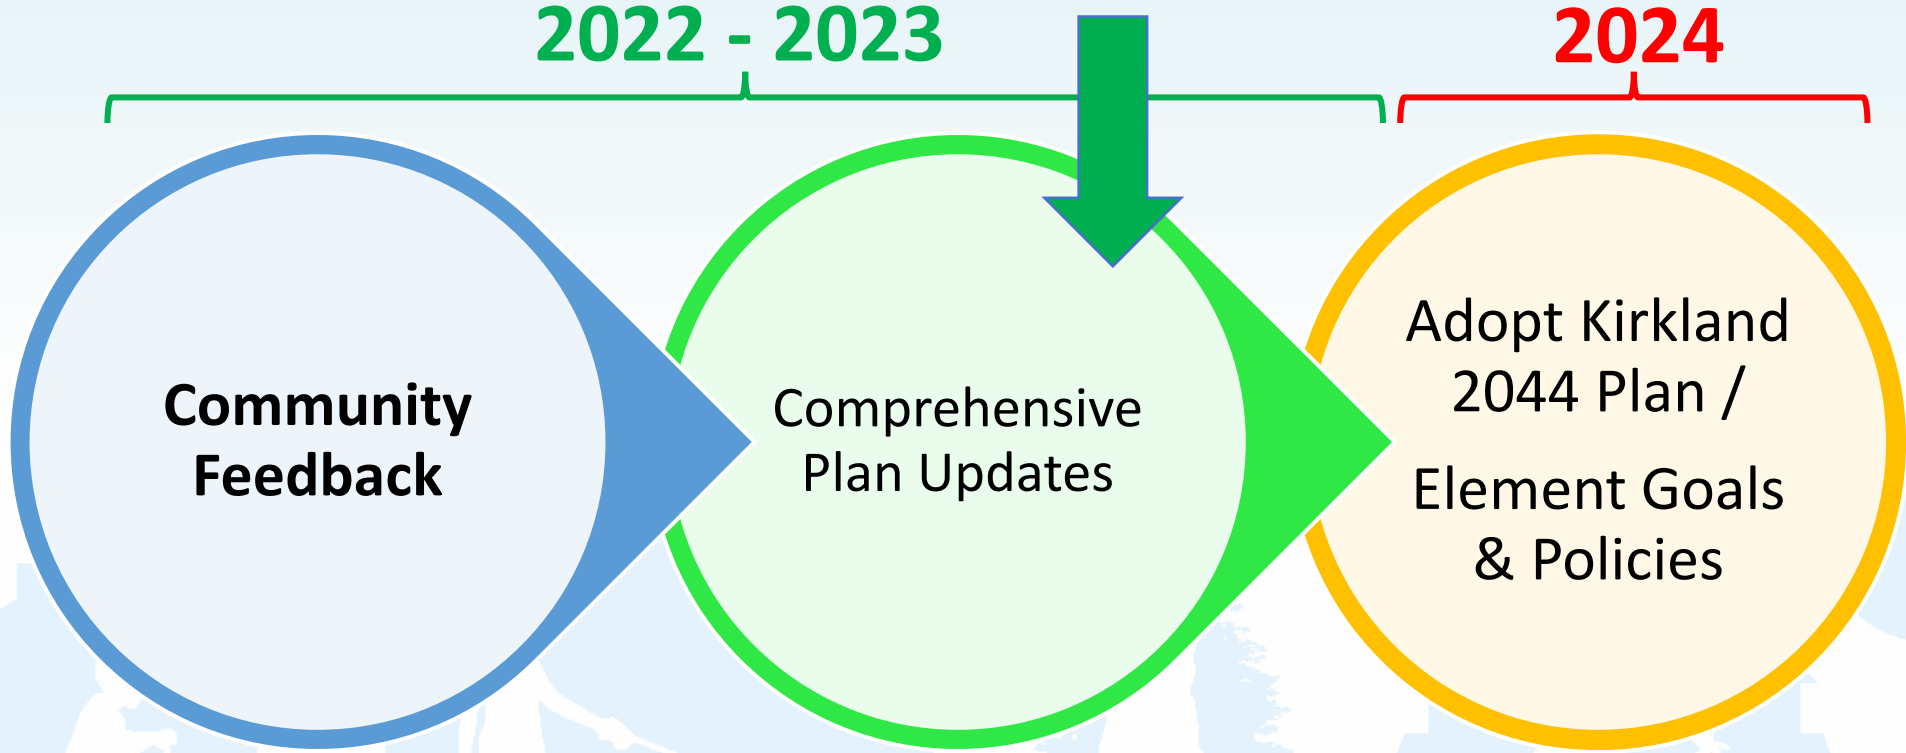 2022 - 2023
2024
Community
Feedback
Comprehensive
Plan Updates
Adopt Kirkland
2044 Plan /
Element Goals
& Policies